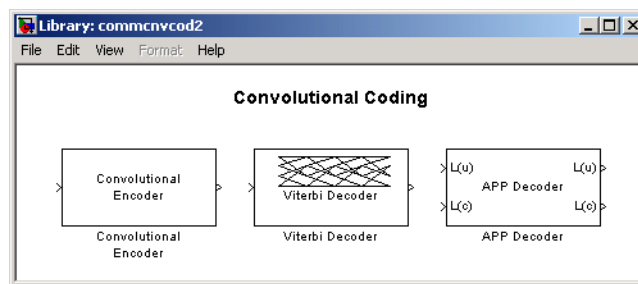 Library: commcnvcod2
File Edit View Format Help
Convolutional Coding
Convolutional
Encoder
Convolutional
Encoder
Viterbi Decoder
Viterbi Decoder
L(u) L(u)
APP Decoder
L(c) L(c)
APP Decoder